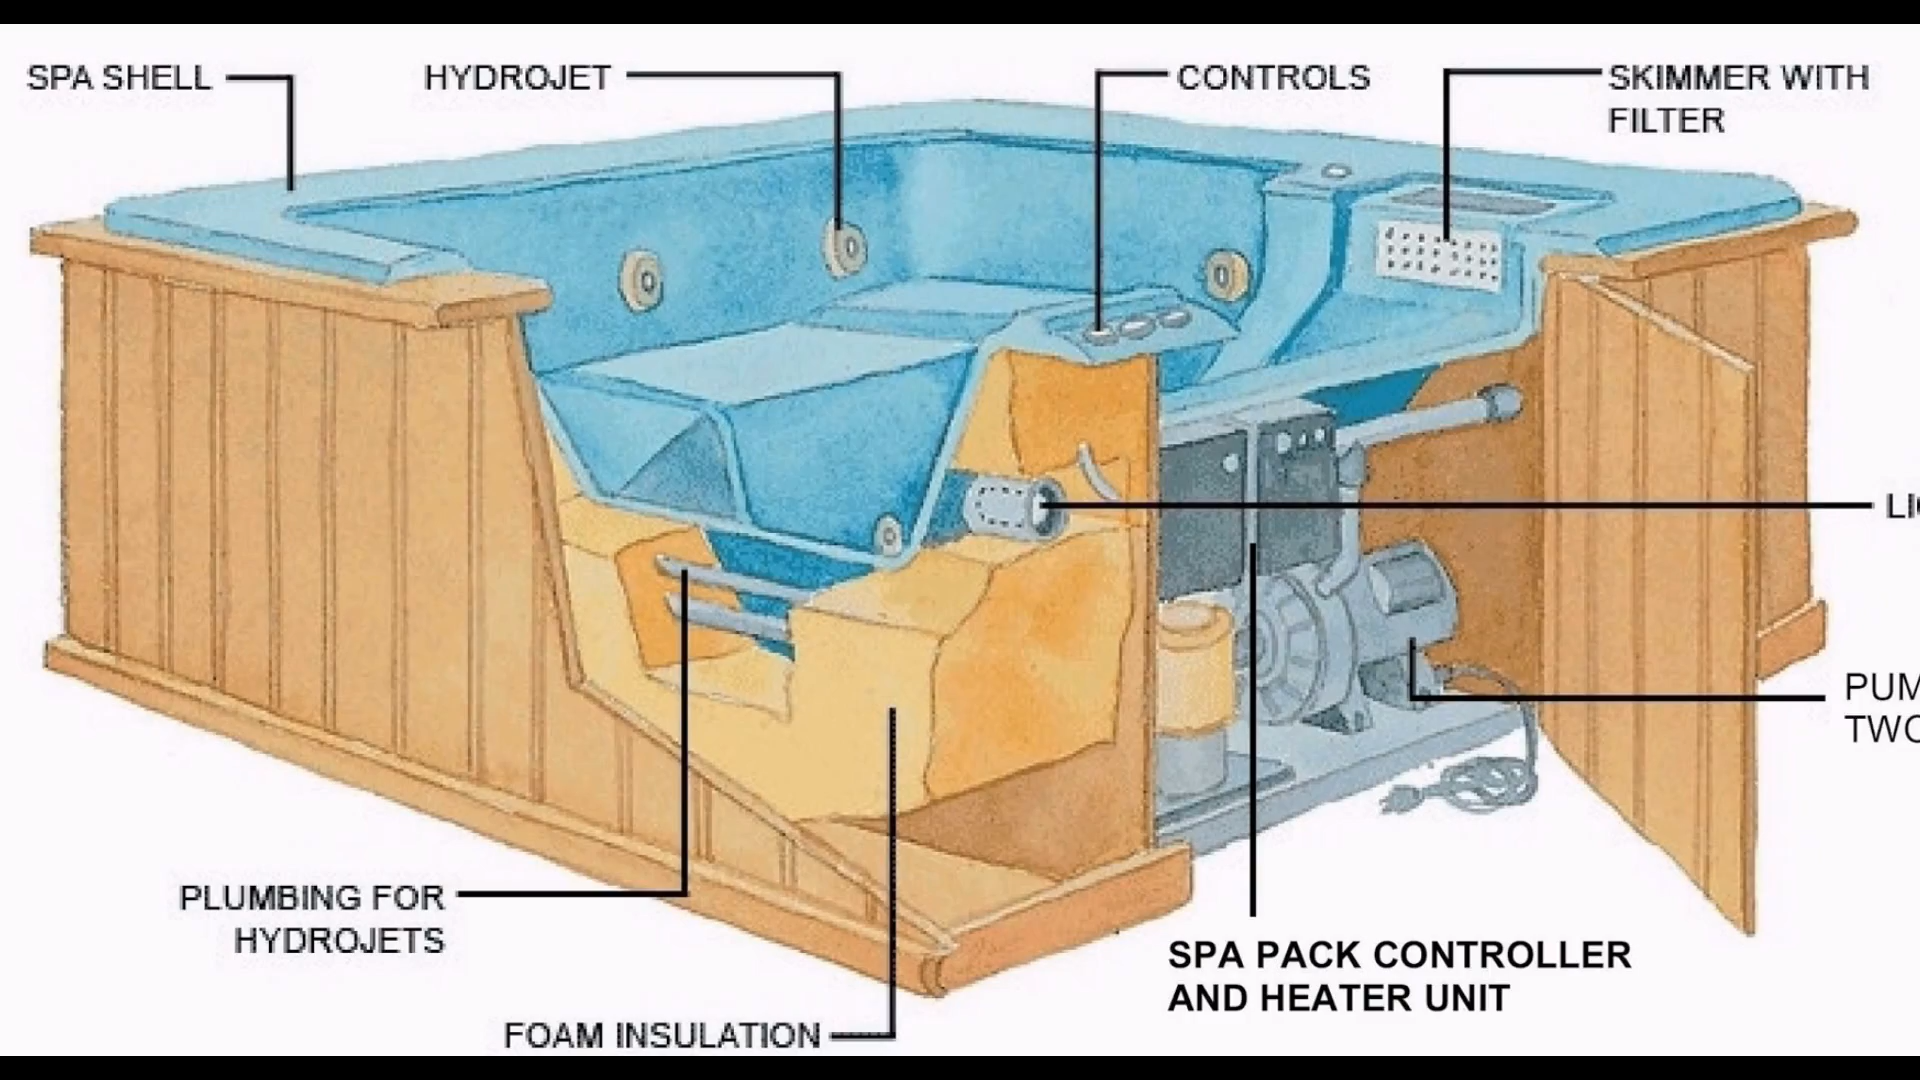 SPA SHELL
HYDROJET
CONTROLS
SKIMMER WITH
FILTER
PLUMBING FOR
HYDROJETS
SPA PACK CONTROLLER
AND HEATER UNIT
FOAM INSULATION